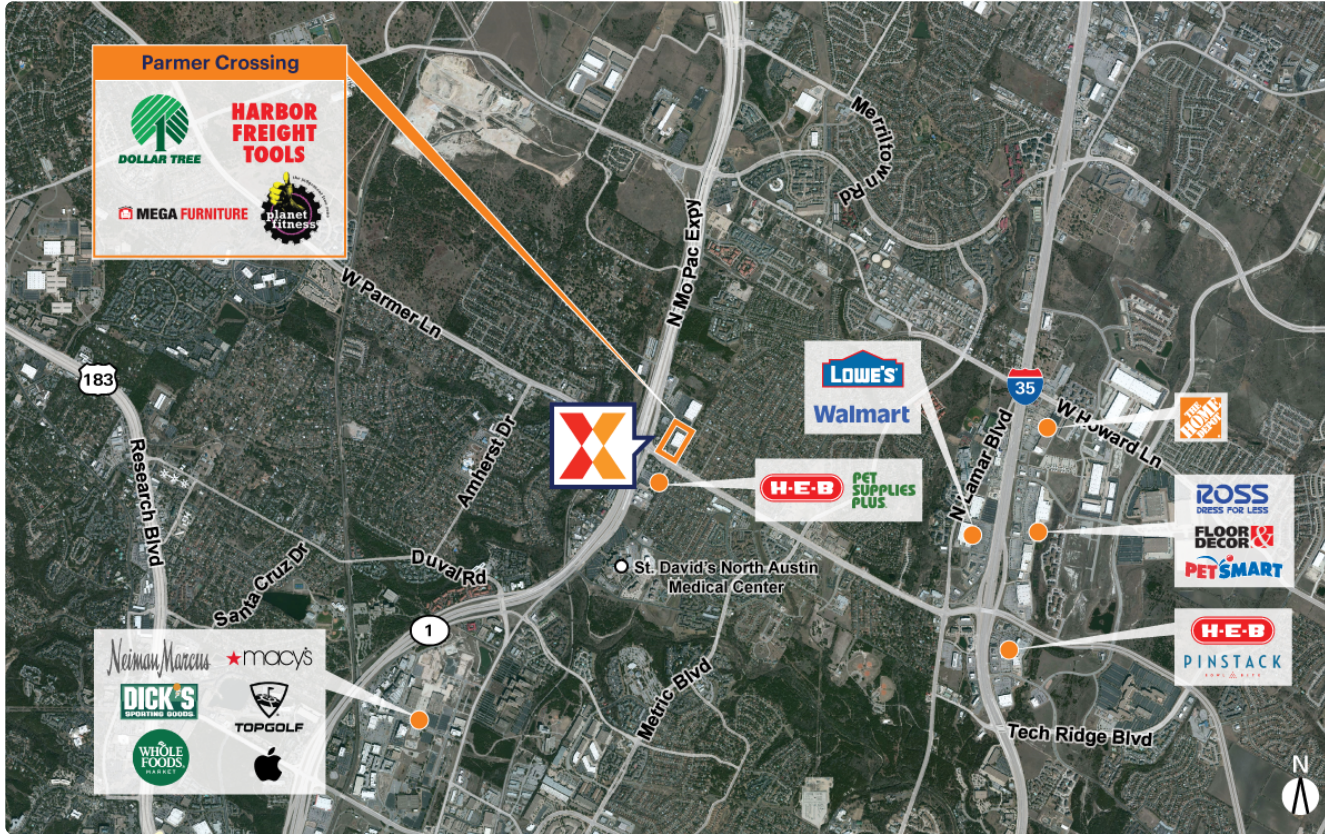 Parmer Crossing
DOLLAR TREE
HARBOR
FREIGHT
TOOLS
MEGA FURNITURE
planet
fitness
Merriltown Rd
N Mo Pac Expy
W Parmer Ln
183
Research Blvd
Amherst Dr
Santa Cruz Dr
Duval Rd
1
LOWE'S
Walmart
35
N Lamar Blvd
W Howard Ln
THE
HOME
DEPOT
H-E-B
PET
SUPPLIES
PLUS
ROSS
DRESS FOR LESS
FLOOR &
DECOR
PETSMART
St. David's North Austin
Medical Center
H-E-B
PINSTACK
Metric Blvd
Tech Ridge Blvd
Neiman Marcus
macy's
DICK'S
SPORTING GOODS
TOPGOLF
WHOLE
FOODS
MARKET
N